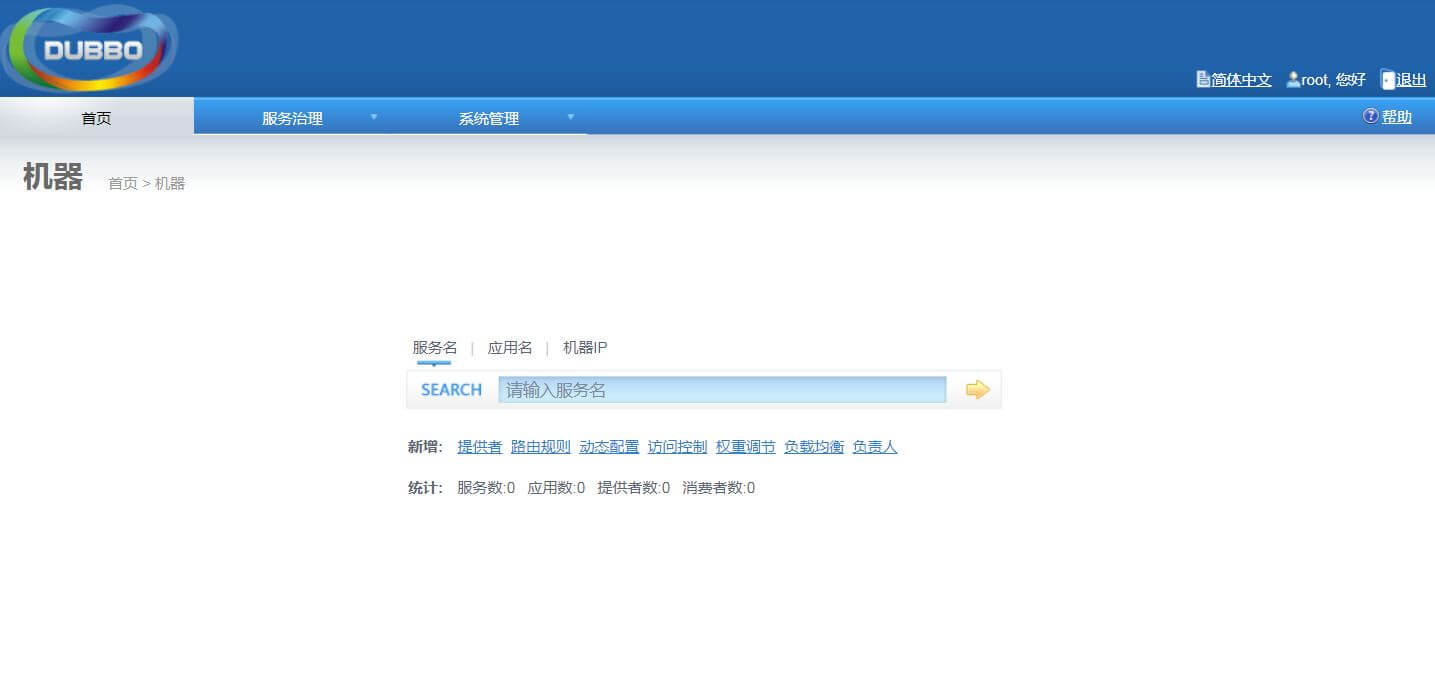 DUBBO
简体中文 root, 您好 退出
首页 服务治理 系统管理 帮助
机器 首页 > 机器
服务名 | 应用名 | 机器IP
SEARCH 请输入服务名
新增: 提供者 路由规则 动态配置 访问控制 权重调节 负载均衡 负责人
统计: 服务数:0 应用数:0 提供者数:0 消费者数:0